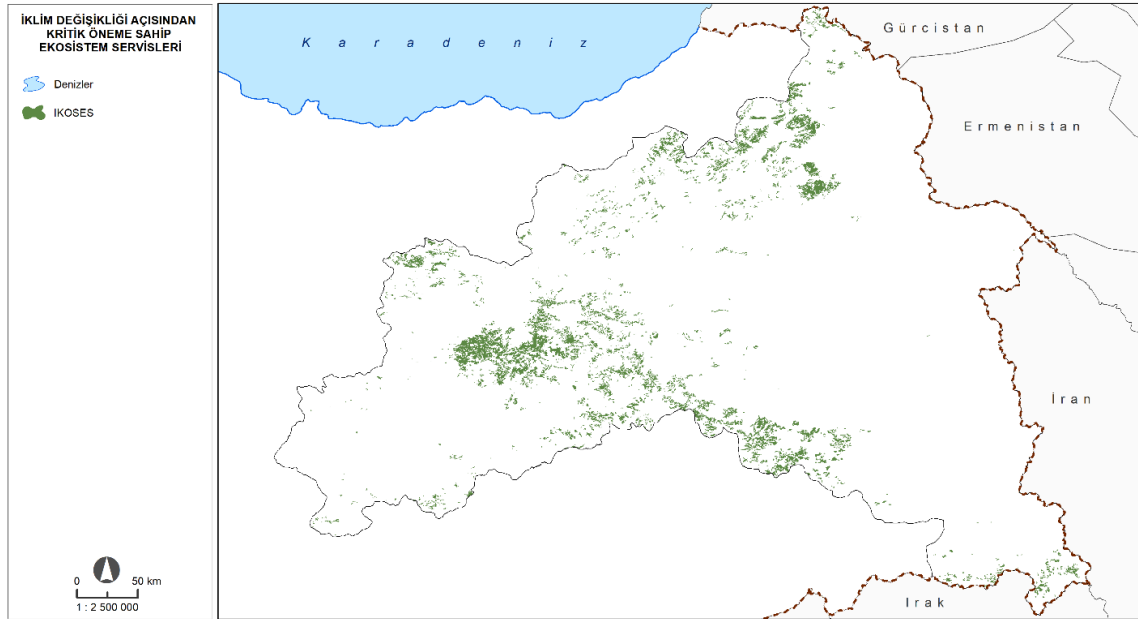 İKLİM DEĞİŞİKLİĞİ AÇISINDAN
KRİTİK ÖNEME SAHİP
EKOSİSTEM SERVİSLERİ
Denizler
IKOSES
0 50 km
1 : 2 500 000
Karadeniz
Gürcistan
Ermenistan
İran
Irak